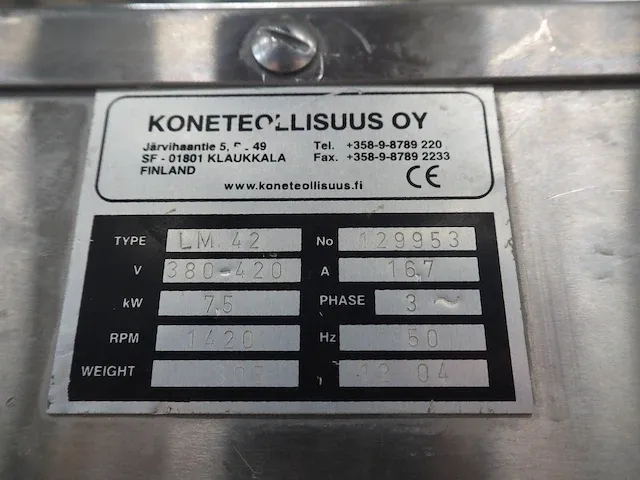 KONETEOLLISUUS OY
Järvihaantie 5, 49 Tel. +358-9-8789 220
SF - 01801 KLAUKKALA Fax. +358-9-8789 2233
FINLAND
www.koneteollisuus.fi CE
TYPE LM 42 No 129953
V 380-420 A 16,7
kW 7,5 PHASE 3 ~
RPM 1420 Hz 50
WEIGHT 12 04